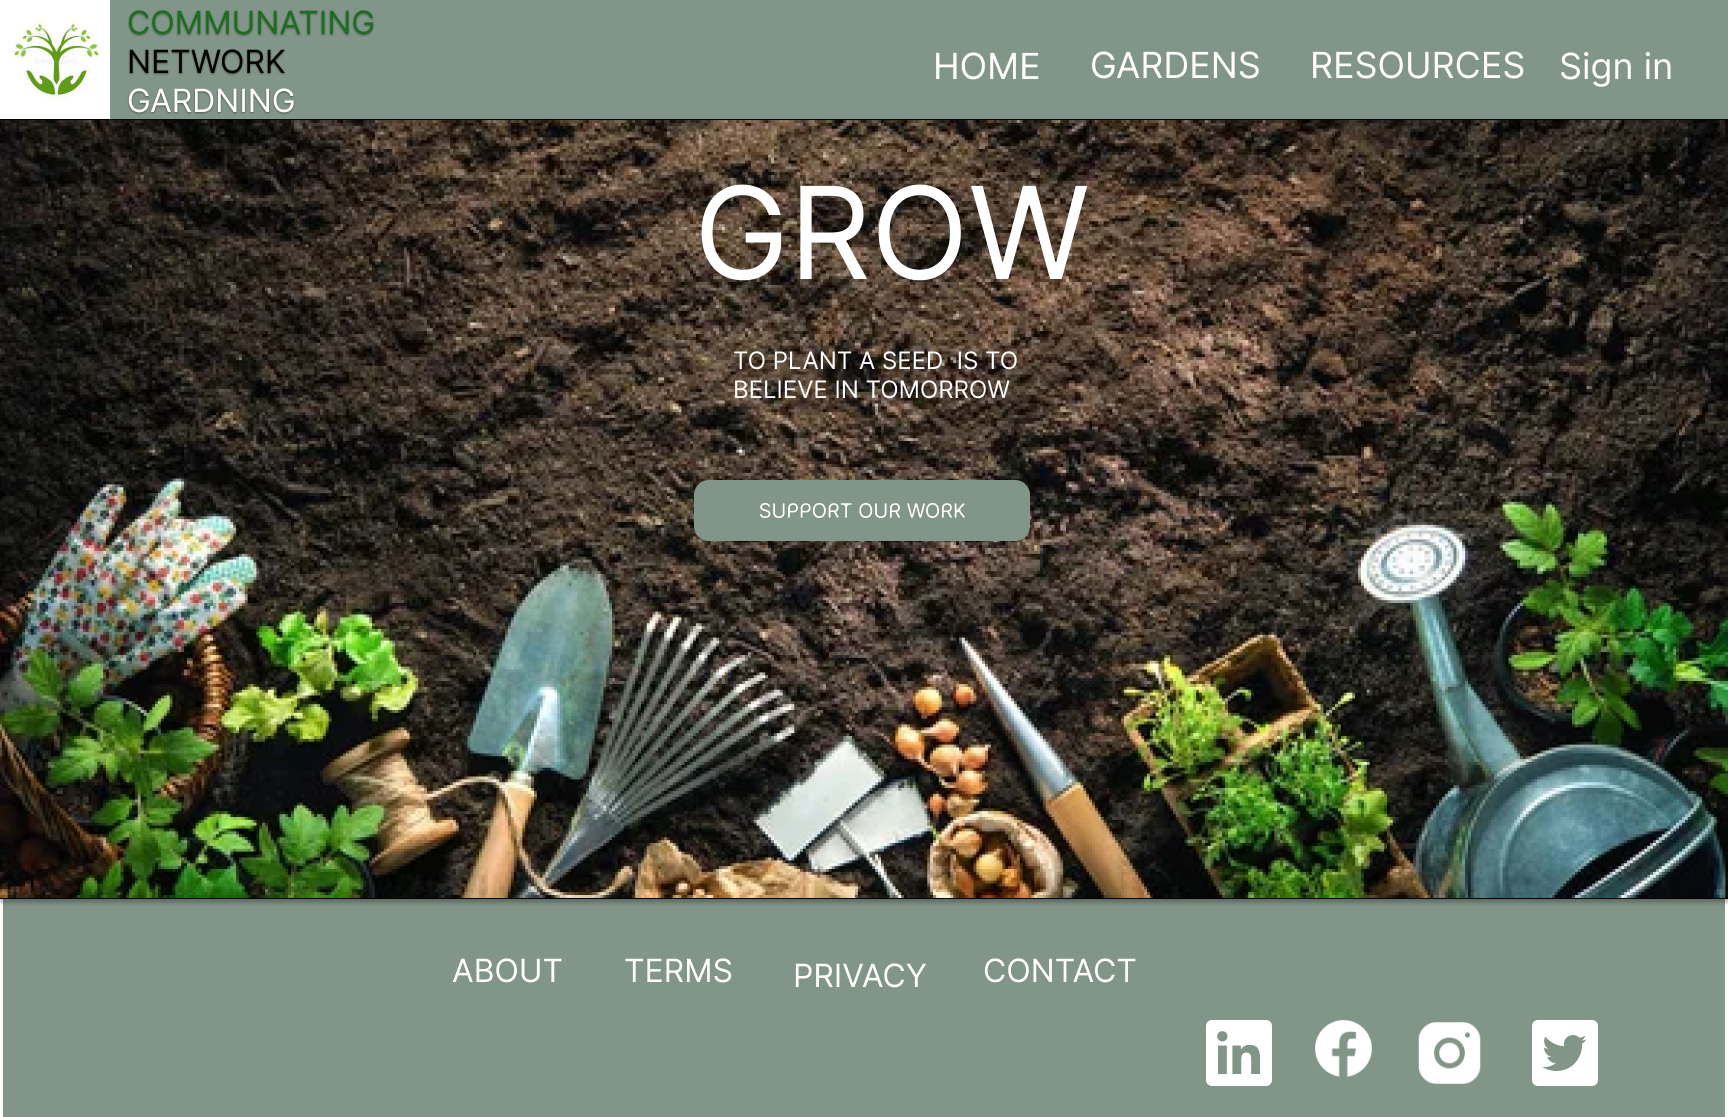 COMMUNATING
NETWORK
GARDNING
HOME GARDENS RESOURCES Sign in
GROW
TO PLANT A SEED IS TO
BELIEVE IN TOMORROW
SUPPORT OUR WORK
ABOUT TERMS PRIVACY CONTACT
in